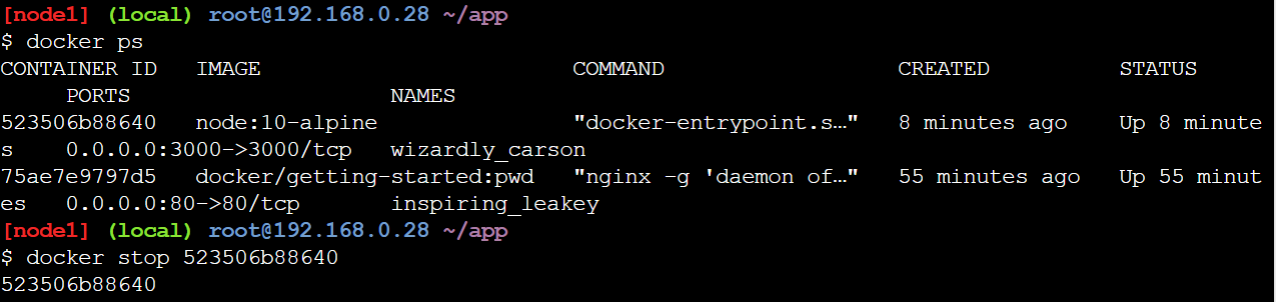 [node1] (local) root@192.168.0.28 ~/app
$ docker ps
CONTAINER ID   IMAGE                        COMMAND                  CREATED          STATUS
     PORTS                    NAMES
523506b88640   node:10-alpine               "docker-entrypoint.s…"   8 minutes ago    Up 8 minute
s    0.0.0.0:3000->3000/tcp   wizardly_carson
75ae7e9797d5   docker/getting-started:pwd   "nginx -g 'daemon of…"   55 minutes ago   Up 55 minut
es   0.0.0.0:80->80/tcp       inspiring_leakey
[node1] (local) root@192.168.0.28 ~/app
$ docker stop 523506b88640
523506b88640